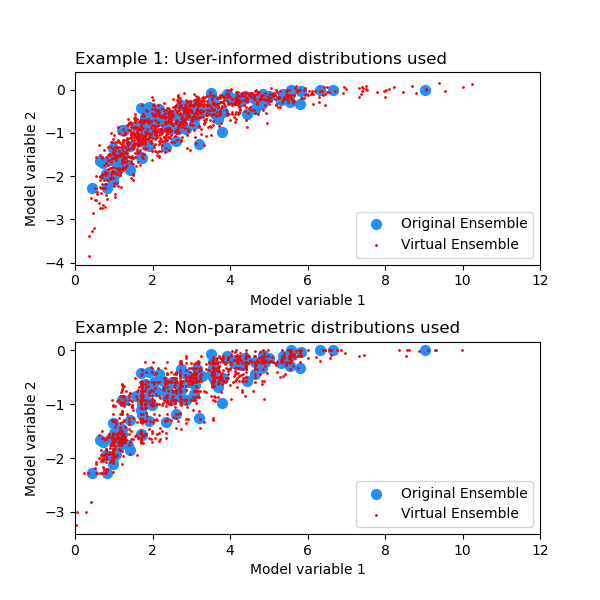 Example 1: User-informed distributions used
0
−1
−2
−3
−4
Model variable 2
Original Ensemble
Virtual Ensemble
0 2 4 6 8 10 12
Model variable 1
Example 2: Non-parametric distributions used
0
−1
−2
−3
Model variable 2
Original Ensemble
Virtual Ensemble
0 2 4 6 8 10 12
Model variable 1